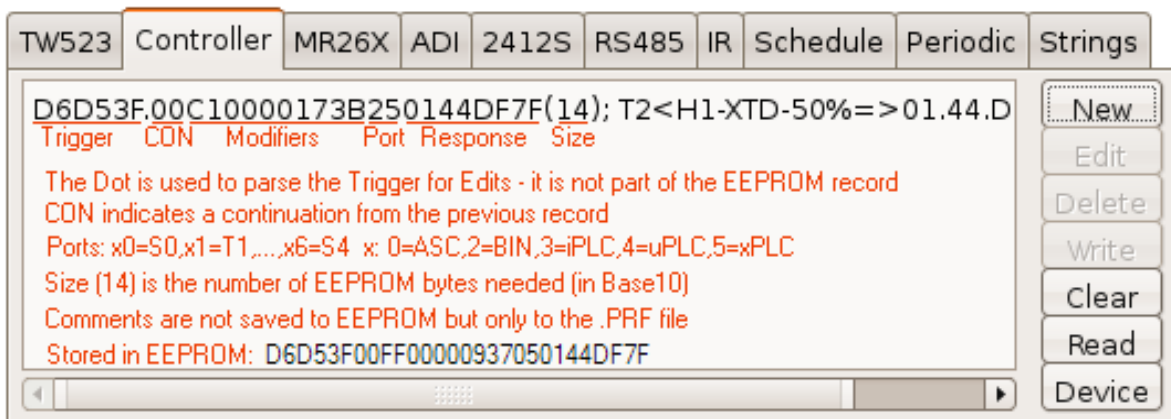 TW523 Controller MR26X ADI 2412S RS485 IR Schedule Periodic Strings
D6D53F.00C10000173B250144DF7F(14); T2<H1-XTD-50%=>01.44.D
Trigger CON Modifiers Port Response Size
The Dot is used to parse the Trigger for Edits - it is not part of the EEPROM record
CON indicates a continuation from the previous record
Ports: x0=S0,x1=T1,...,x6=S4 x: 0=ASC,2=BIN,3=iPLC,4=uPLC,5=xPLC
Size (14) is the number of EEPROM bytes needed (in Base10)
Comments are not saved to EEPROM but only to the .PRF file
Stored in EEPROM: D6D53F00FF00000937050144DF7F
New
Edit
Delete
Write
Clear
Read
Device